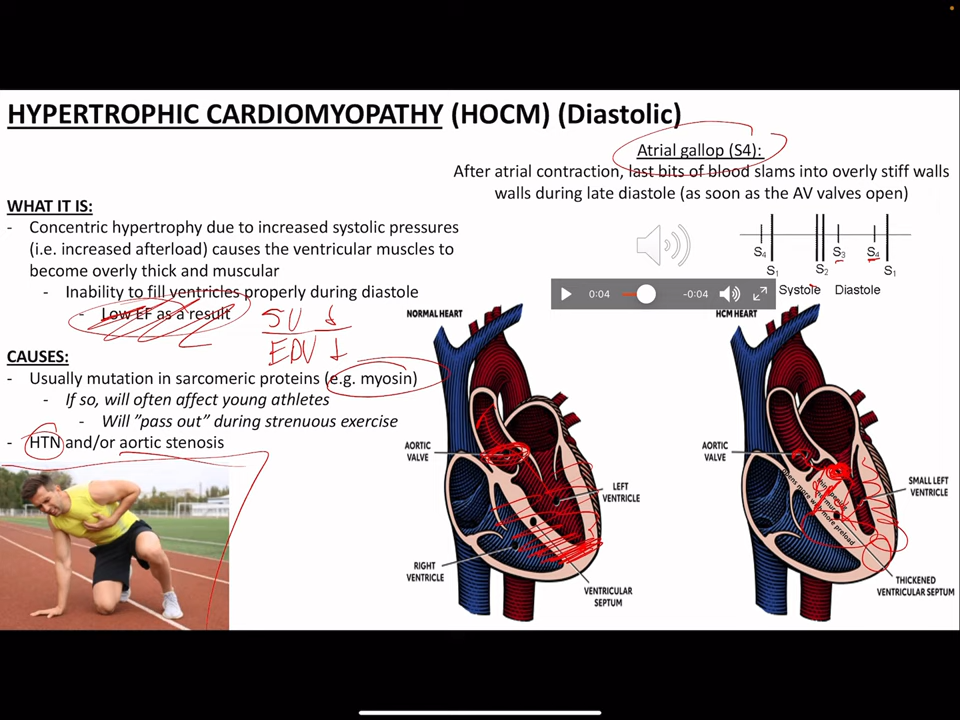 HYPERTROPHIC CARDIOMYOPATHY (HOCM) (Diastolic)
Atrial gallop (S4):
After atrial contraction, last bits of blood slams into overly stiff walls
walls during late diastole (as soon as the AV valves open)
WHAT IT IS:
- Concentric hypertrophy due to increased systolic pressures
(i.e. increased afterload) causes the ventricular muscles to
become overly thick and muscular
- Inability to fill ventricles properly during diastole
- Low EF as a result
SV ↓
EDV ↓
CAUSES:
- Usually mutation in sarcomeric proteins (e.g. myosin)
- If so, will often affect young athletes
- Will ”pass out” during strenuous exercise
- HTN and/or aortic stenosis
S4 S1 S2 S3 S4 S1
Systole Diastole
0:04 -0:04
NORMAL HEART
AORTIC
VALVE
LEFT
VENTRICLE
RIGHT
VENTRICLE
VENTRICULAR
SEPTUM
HCM HEART
AORTIC
VALVE
SMALL LEFT
VENTRICLE
more with more preload
THICKENED
VENTRICULAR SEPTUM